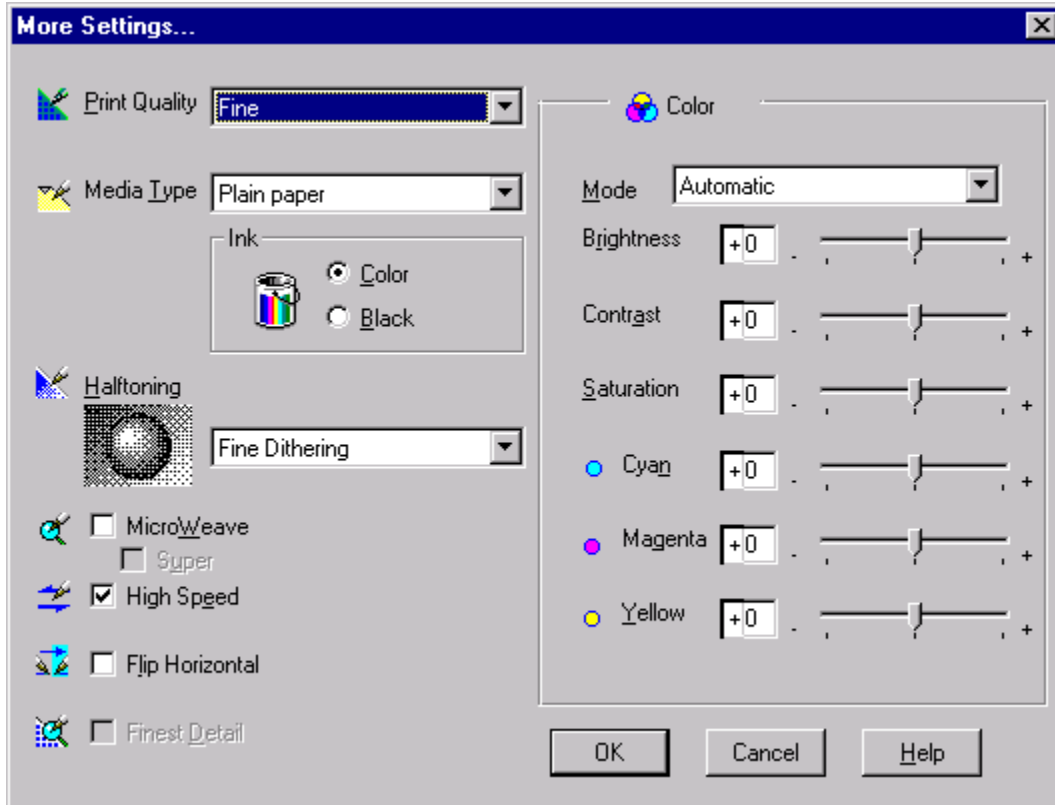 More Settings...
Print Quality
Fine
Media Type
Plain paper
Ink
Color
Black
Halftoning
Fine Dithering
MicroWeave
Super
High Speed
Flip Horizontal
Finest Detail
Color
Mode
Automatic
Brightness +0 - +
Contrast +0 - +
Saturation +0 - +
Cyan +0 - +
Magenta +0 - +
Yellow +0 - +
OK
Cancel
Help